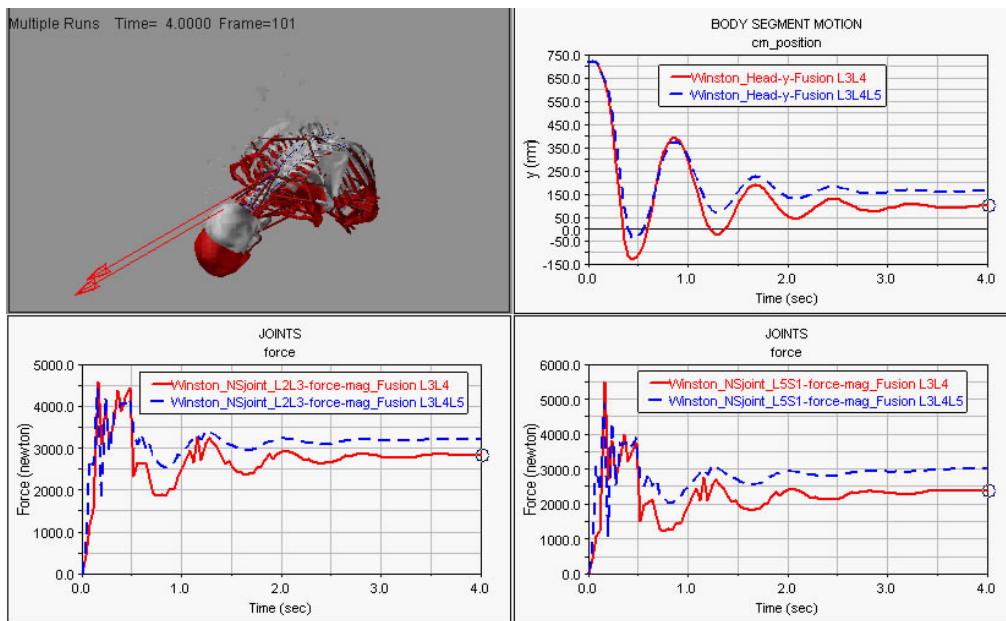 Multiple Runs Time= 4.0000 Frame=101
BODY SEGMENT MOTION
cm_position
750.0
650.0
550.0
450.0
350.0
250.0
150.0
50.0
0.0
-50.0
-150.0
y (mm)
Winston_Head-y-Fusion L3L4
Winston_Head-y-Fusion L3L4L5
0.0 1.0 2.0 3.0 4.0
Time (sec)
JOINTS
force
5000.0
4000.0
3000.0
2000.0
1000.0
0.0
Force (newton)
Winston_NSjoint_L2L3-force-mag_Fusion L3L4
Winston_NSjoint_L2L3-force-mag_Fusion L3L4L5
0.0 1.0 2.0 3.0 4.0
Time (sec)
JOINTS
force
6000.0
5000.0
4000.0
3000.0
2000.0
1000.0
0.0
Force (newton)
Winston_NSjoint_L5S1-force-mag_Fusion L3L4
Winston_NSjoint_L5S1-force-mag_Fusion L3L4L5
0.0 1.0 2.0 3.0 4.0
Time (sec)